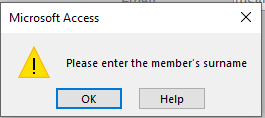 Microsoft Access
Please enter the member's surname
OK
Help